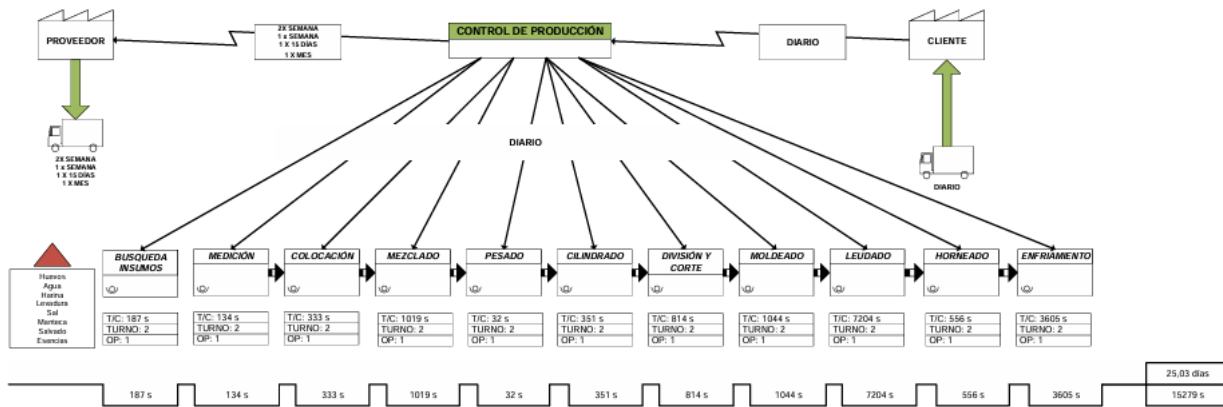 PROVEEDOR
2X SEMANA
1 x SEMANA
1 X 15 DÍAS
1 X MES
CONTROL DE PRODUCCIÓN
DIARIO
CLIENTE
2X SEMANA
1 x SEMANA
1 X 15 DÍAS
1 X MES
DIARIO
DIARIO
Huevos
Agua
Harina
Levadura
Sal
Manteca
Salvado
Esencias
BUSQUEDA
INSUMOS
T/C: 187 s
TURNO: 2
OP: 1
MEDICIÓN
T/C: 134 s
TURNO: 2
OP: 1
COLOCACIÓN
T/C: 333 s
TURNO: 2
OP: 1
MEZCLADO
T/C: 1019 s
TURNO: 2
OP: 1
PESADO
T/C: 32 s
TURNO: 2
OP: 1
CILINDRADO
T/C: 351 s
TURNO: 2
OP: 1
DIVISIÓN Y
CORTE
T/C: 814 s
TURNO: 2
OP: 1
MOLDEADO
T/C: 1044 s
TURNO: 2
OP: 1
LEUDADO
T/C: 7204 s
TURNO: 2
OP: 1
HORNEADO
T/C: 556 s
TURNO: 2
OP: 1
ENFRIAMIENTO
T/C: 3605 s
TURNO: 2
OP: 1
187 s
134 s
333 s
1019 s
32 s
351 s
814 s
1044 s
7204 s
556 s
3605 s
25,03 días
15279 s